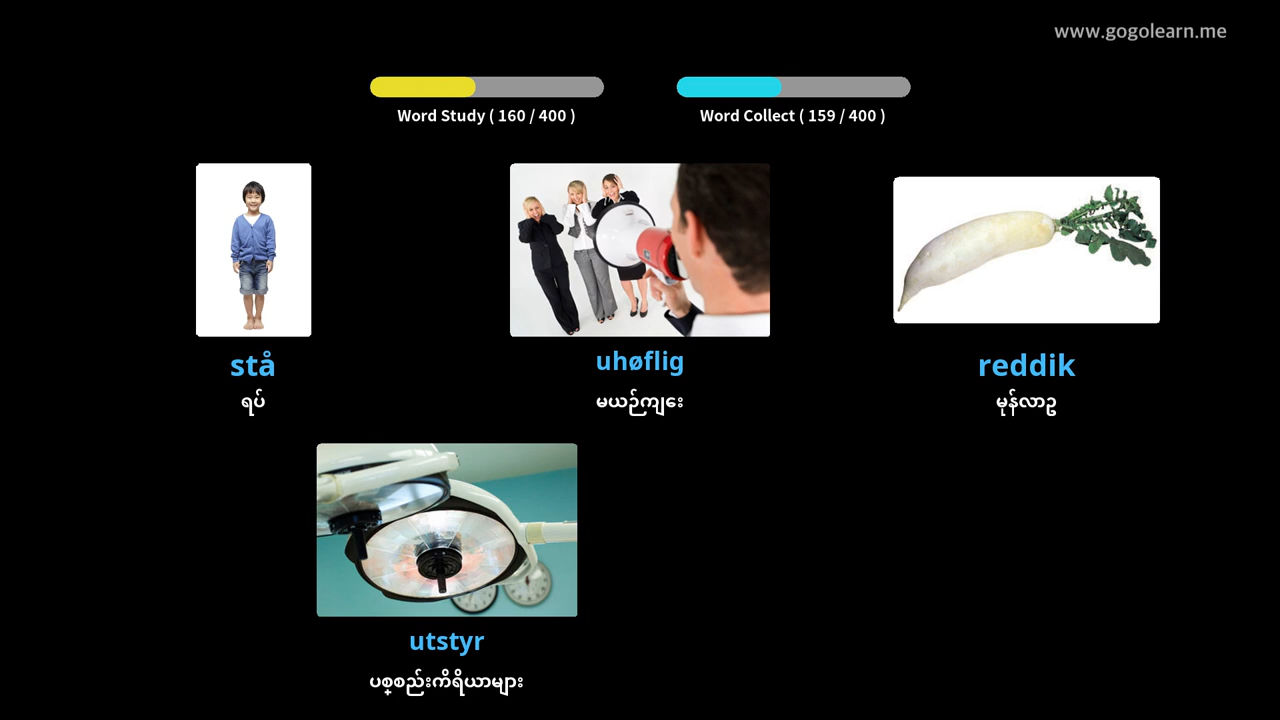 www.gogolearn.me
Word Study ( 160 / 400 )
Word Collect ( 159 / 400 )
stå
ရပ်
uhøflig
မယဉ်ကျေး
reddik
မုန်လာဥ
utstyr
ပစ္စည်းကိရိယာများ